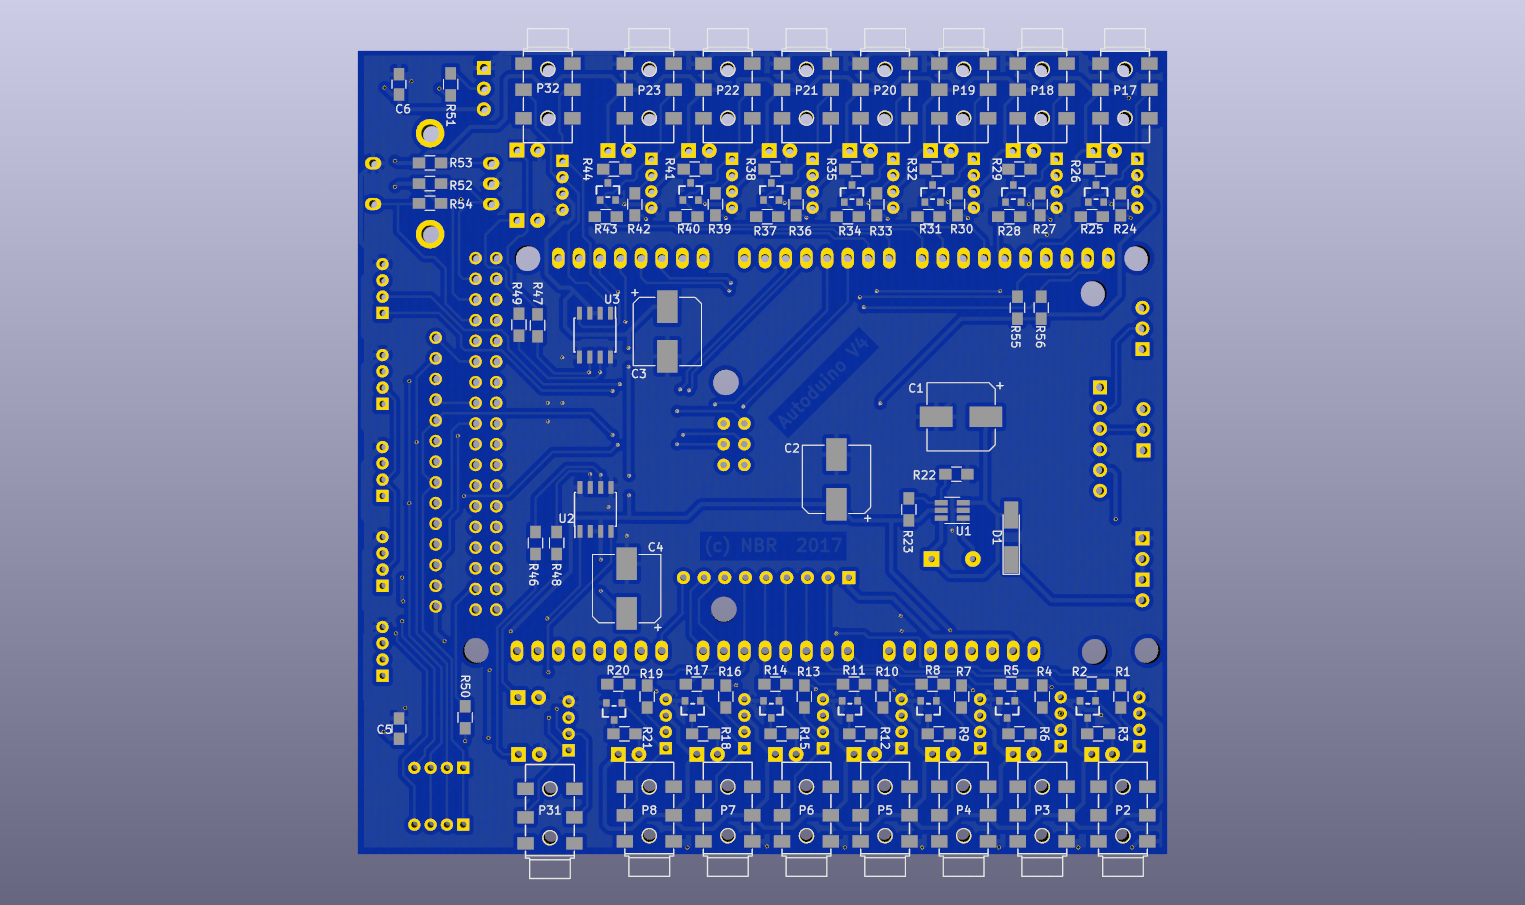 P32
P23
P22
P21
P20
P19
P18
P17
C6
R51
R53
R52
R54
R44
R41
R38
R35
R32
R29
R26
R43
R42
R40
R39
R37
R36
R34
R33
R31
R30
R28
R27
R25
R24
R49
R47
U3
+
C3
R55
R56
Autoduino V4
C1
+
C2
+
R22
R23
U1
D1
U2
R46
R48
C4
+
(c) NBR 2017
R20
R19
R17
R16
R14
R13
R11
R10
R8
R7
R5
R4
R2
R1
R50
C5
R21
R18
R15
R12
R9
R6
R3
P31
P8
P7
P6
P5
P4
P3
P2